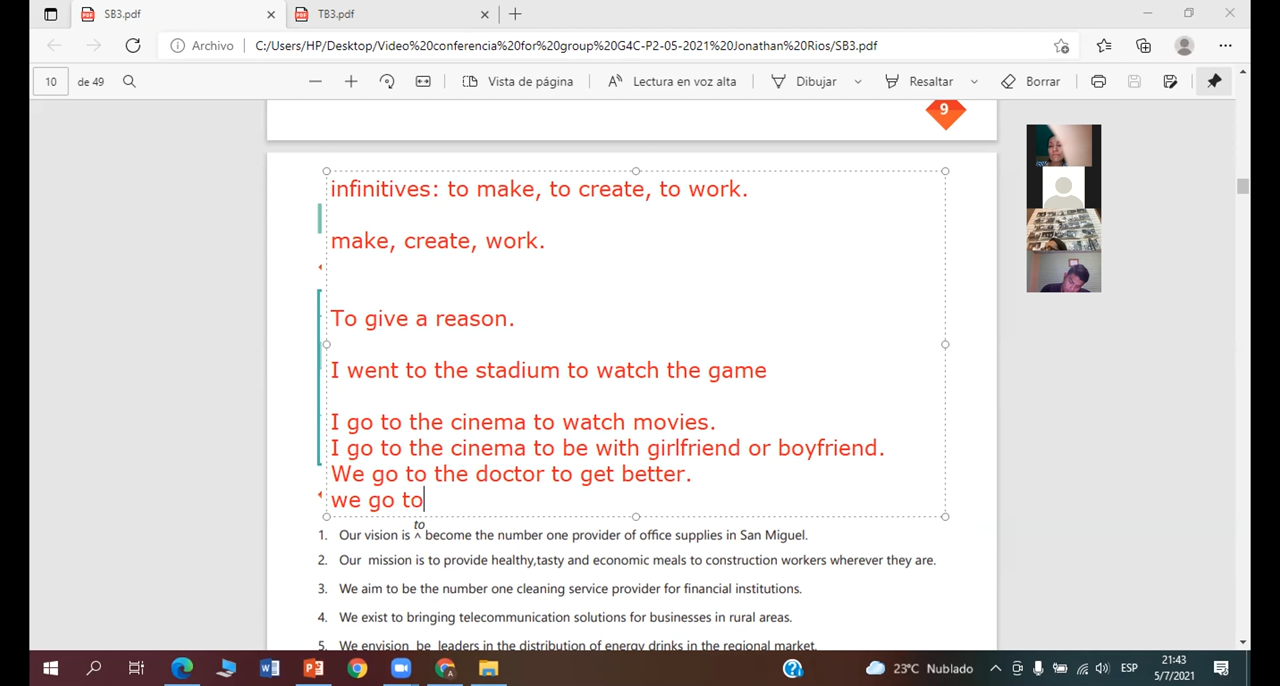 SB3.pdf
TB3.pdf
Archivo
C:/Users/HP/Desktop/Video%20conferencia%20for%20group%20G4C-P2-05-2021%20Jonathan%20Rios/SB3.pdf
10 de 49
Vista de página
Lectura en voz alta
Dibujar
Resaltar
Borrar
9
infinitives: to make, to create, to work.
make, create, work.
To give a reason.
I went to the stadium to watch the game
I go to the cinema to watch movies.
I go to the cinema to be with girlfriend or boyfriend.
We go to the doctor to get better.
we go to
to
1. Our vision is ^ become the number one provider of office supplies in San Miguel.
2. Our mission is to provide healthy,tasty and economic meals to construction workers wherever they are.
3. We aim to be the number one cleaning service provider for financial institutions.
4. We exist to bringing telecommunication solutions for businesses in rural areas.
5. We envision be leaders in the distribution of energy drinks in the regional market.
23°C Nublado
ESP
21:43
5/7/2021